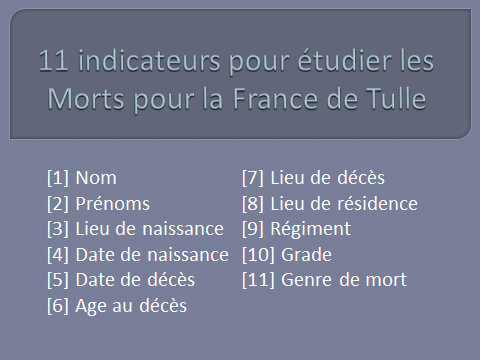 11 indicateurs pour étudier les
Morts pour la France de Tulle
[1] Nom
[2] Prénoms
[3] Lieu de naissance
[4] Date de naissance
[5] Date de décès
[6] Age au décès
[7] Lieu de décès
[8] Lieu de résidence
[9] Régiment
[10] Grade
[11] Genre de mort